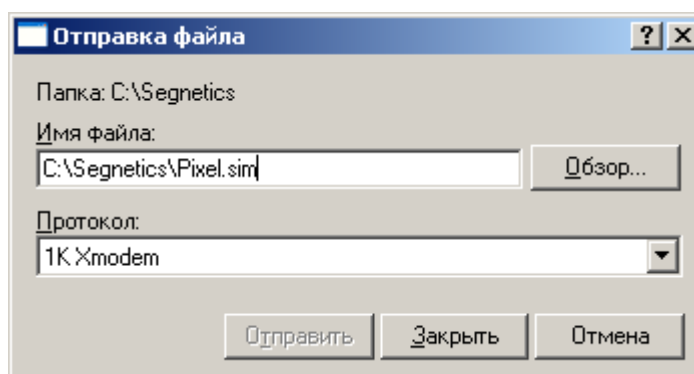 Отправка файла
Папка: C:\Segnetics
Имя файла:
C:\Segnetics\Pixel.sim
Обзор...
Протокол:
1K Xmodem
Отправить Закрыть Отмена